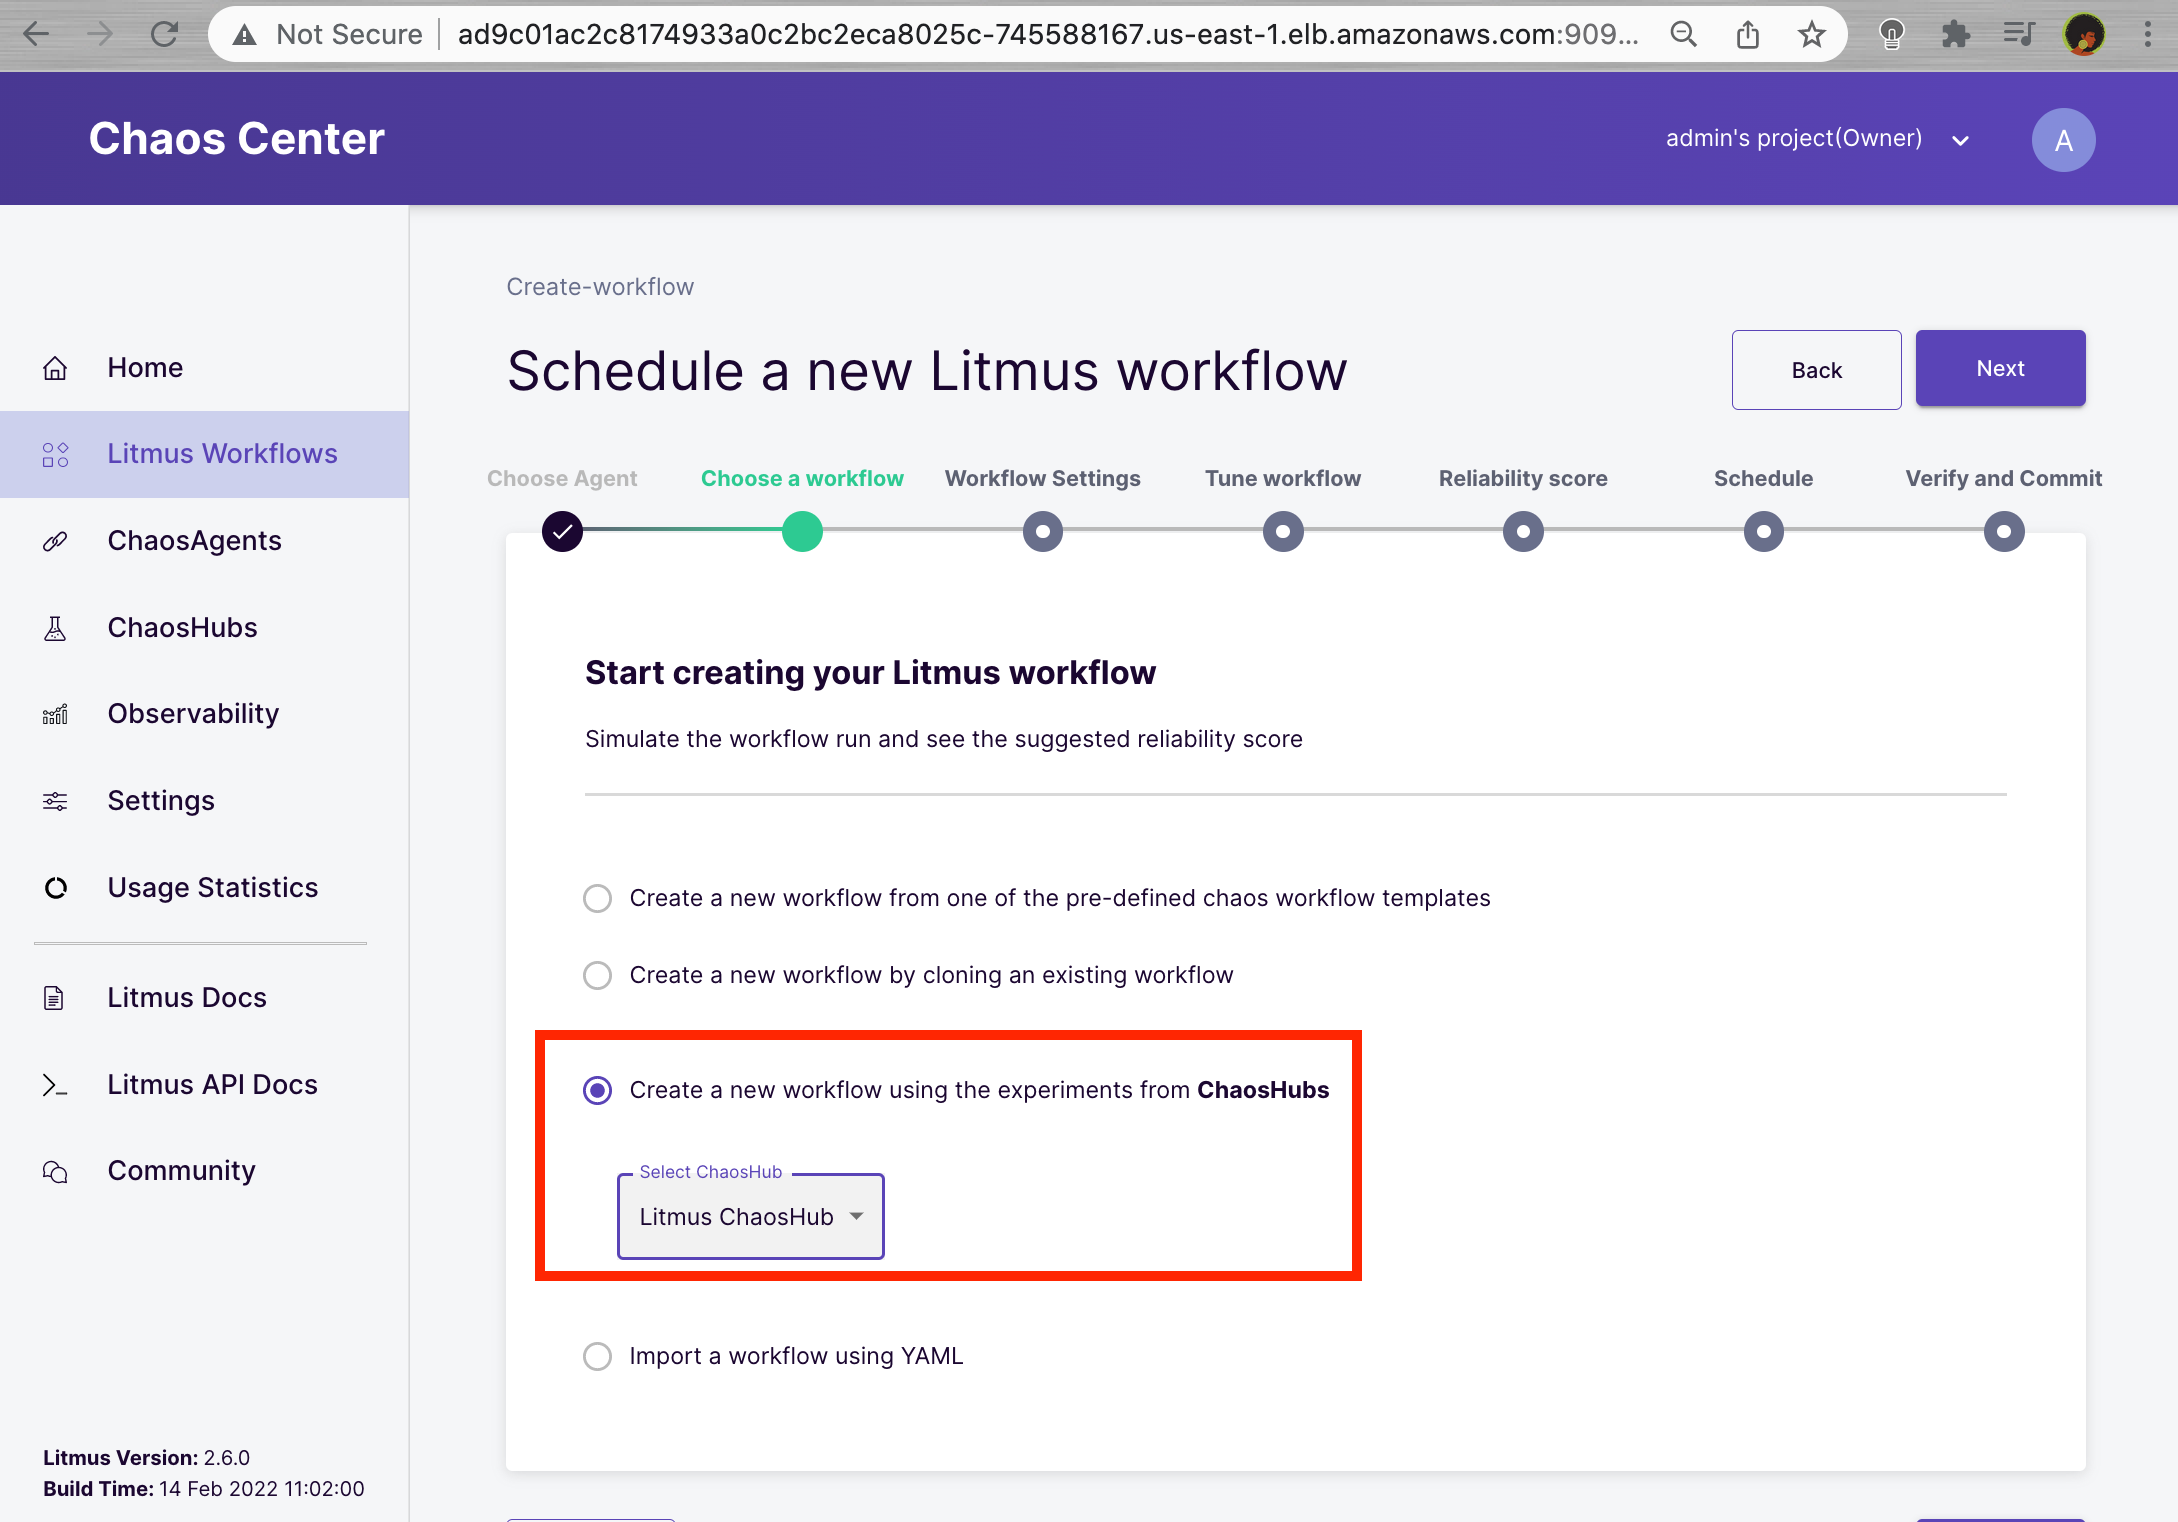 Not Secure
ad9c01ac2c8174933a0c2bc2eca8025c-745588167.us-east-1.elb.amazonaws.com:909...
Chaos Center
admin's project(Owner)
A
Home
Litmus Workflows
ChaosAgents
ChaosHubs
Observability
Settings
Usage Statistics
Litmus Docs
Litmus API Docs
Community
Litmus Version: 2.6.0
Build Time: 14 Feb 2022 11:02:00
Create-workflow
Schedule a new Litmus workflow
Back
Next
Choose Agent
Choose a workflow
Workflow Settings
Tune workflow
Reliability score
Schedule
Verify and Commit
Start creating your Litmus workflow
Simulate the workflow run and see the suggested reliability score
Create a new workflow from one of the pre-defined chaos workflow templates
Create a new workflow by cloning an existing workflow
Create a new workflow using the experiments from ChaosHubs
Select ChaosHub
Litmus ChaosHub
Import a workflow using YAML